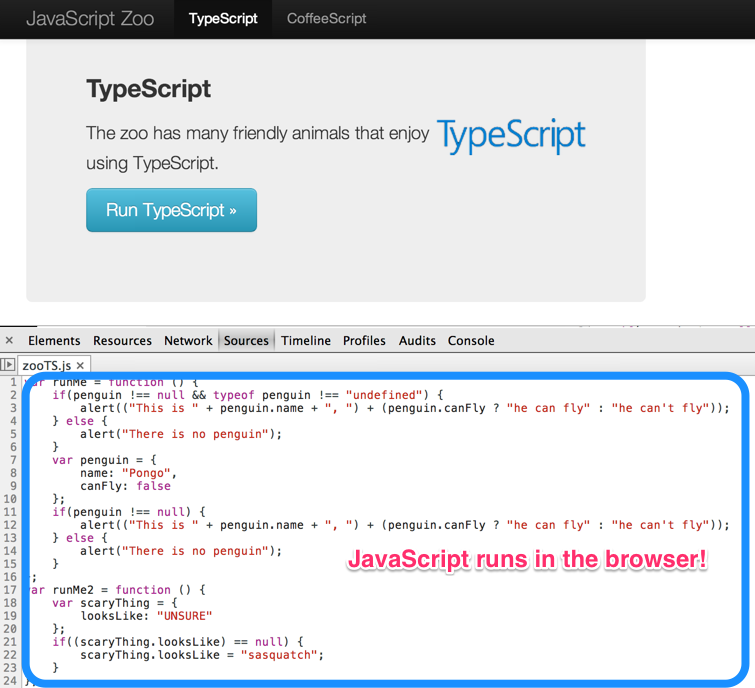 JavaScript Zoo TypeScript CoffeeScript
TypeScript
The zoo has many friendly animals that enjoy
using TypeScript.
TypeScript
Run TypeScript »
× Elements Resources Network Sources Timeline Profiles Audits Console
zooTS.js ×
1 var runMe = function () {
2     if(penguin !== null && typeof penguin !== "undefined") {
3         alert(("This is " + penguin.name + ", ") + (penguin.canFly ? "he can fly" : "he can't fly"));
4     } else {
5         alert("There is no penguin");
6     }
7     var penguin = {
8         name: "Pongo",
9         canFly: false
10     };
11     if(penguin !== null) {
12         alert(("This is " + penguin.name + ", ") + (penguin.canFly ? "he can fly" : "he can't fly"));
13     } else {
14         alert("There is no penguin");
15     }
16 };
17 var runMe2 = function () {
18     var scaryThing = {
19         looksLike: "UNSURE"
20     };
21     if((scaryThing.looksLike) == null) {
22         scaryThing.looksLike = "sasquatch";
23     }
24 };
JavaScript runs in the browser!